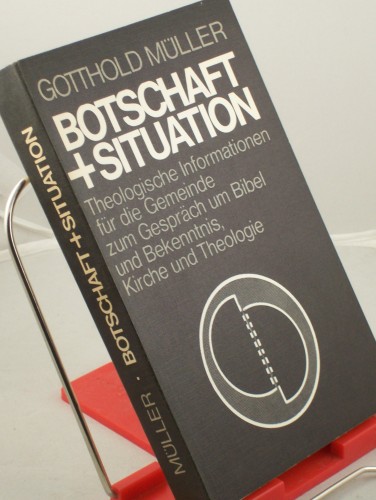 GOTTHOLD MÜLLER
BOTSCHAFT
+SITUATION
Theologische Informationen
für die Gemeinde
zum Gespräch um Bibel
und Bekenntnis,
Kirche und Theologie
MÜLLER · BOTSCHAFT+SITUATION